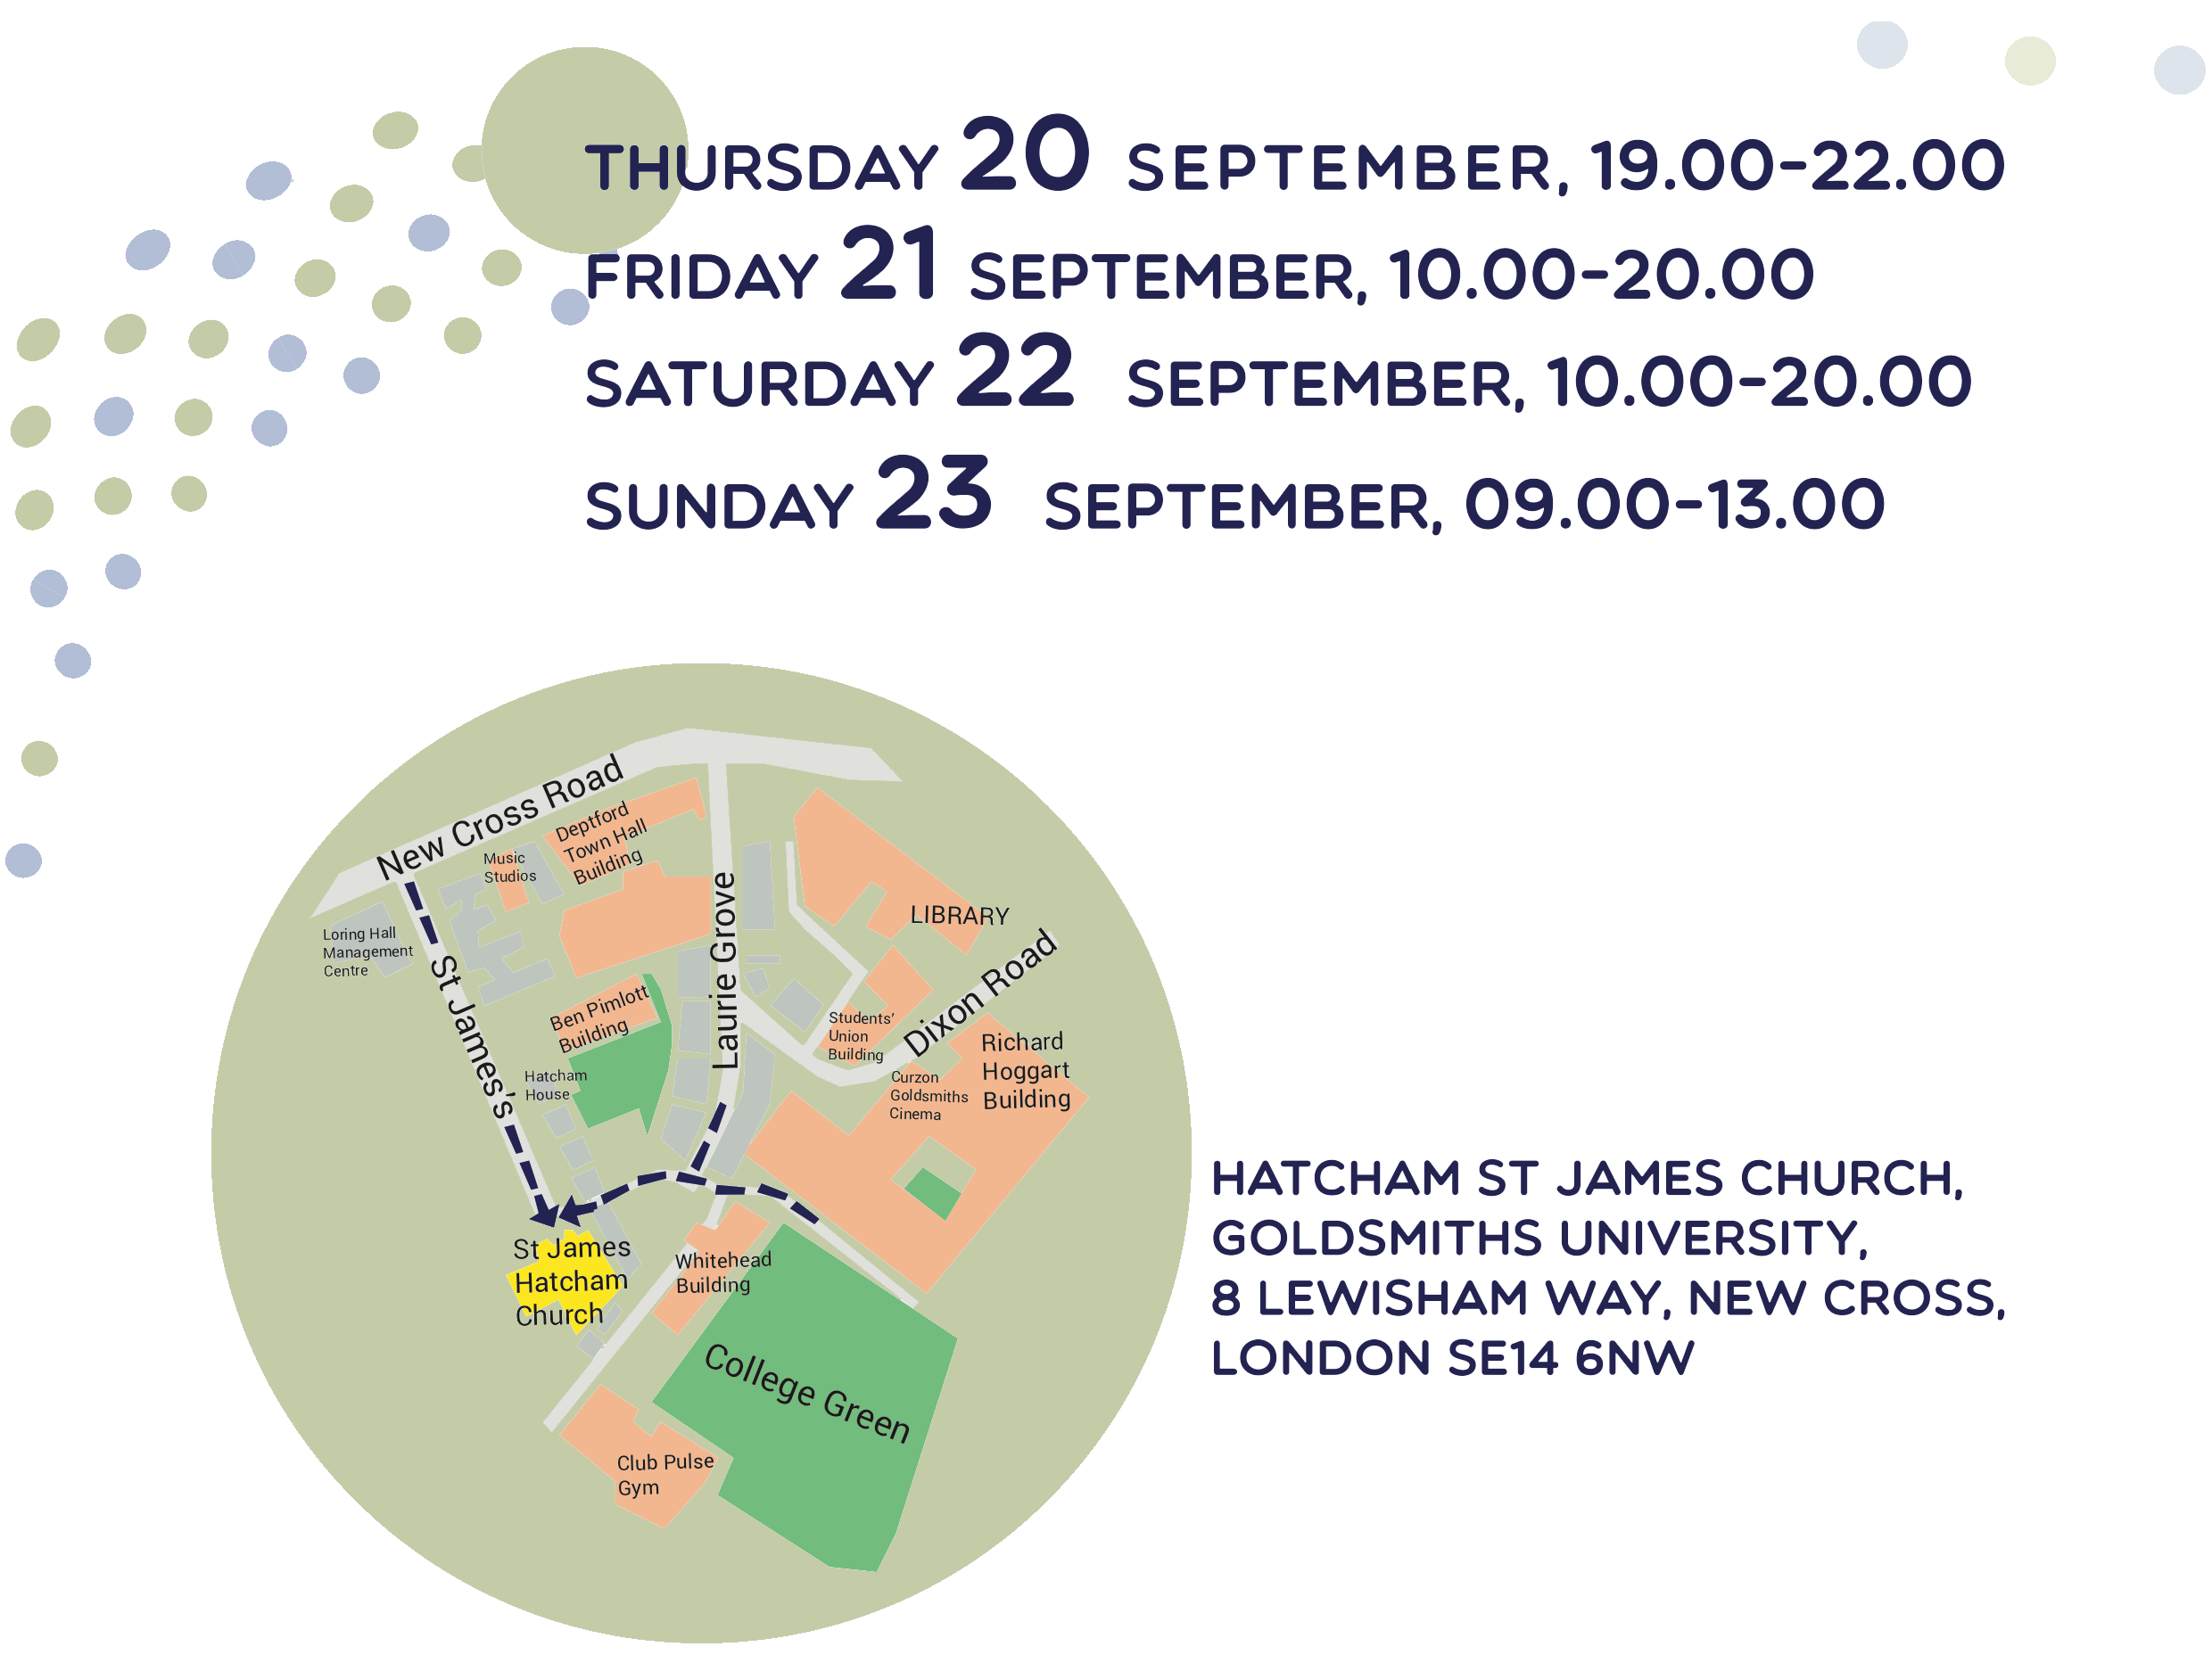 THURSDAY 20 SEPTEMBER, 19.00-22.00
FRIDAY 21 SEPTEMBER, 10.00-20.00
SATURDAY 22 SEPTEMBER, 10.00-20.00
SUNDAY 23 SEPTEMBER, 09.00-13.00
New Cross Road
Deptford
Town Hall
Building
Music
Studios
Loring Hall
Management
Centre
St James's
Laurie Grove
LIBRARY
Dixon Road
Ben Pimlott
Building
Students'
Union
Building
Richard
Hoggart
Building
Curzon
Goldsmiths
Cinema
Hatcham
House
St James
Hatcham
Church
Whitehead
Building
College Green
Club Pulse
Gym
HATCHAM ST JAMES CHURCH,
GOLDSMITHS UNIVERSITY,
8 LEWISHAM WAY, NEW CROSS,
LONDON SE14 6NW